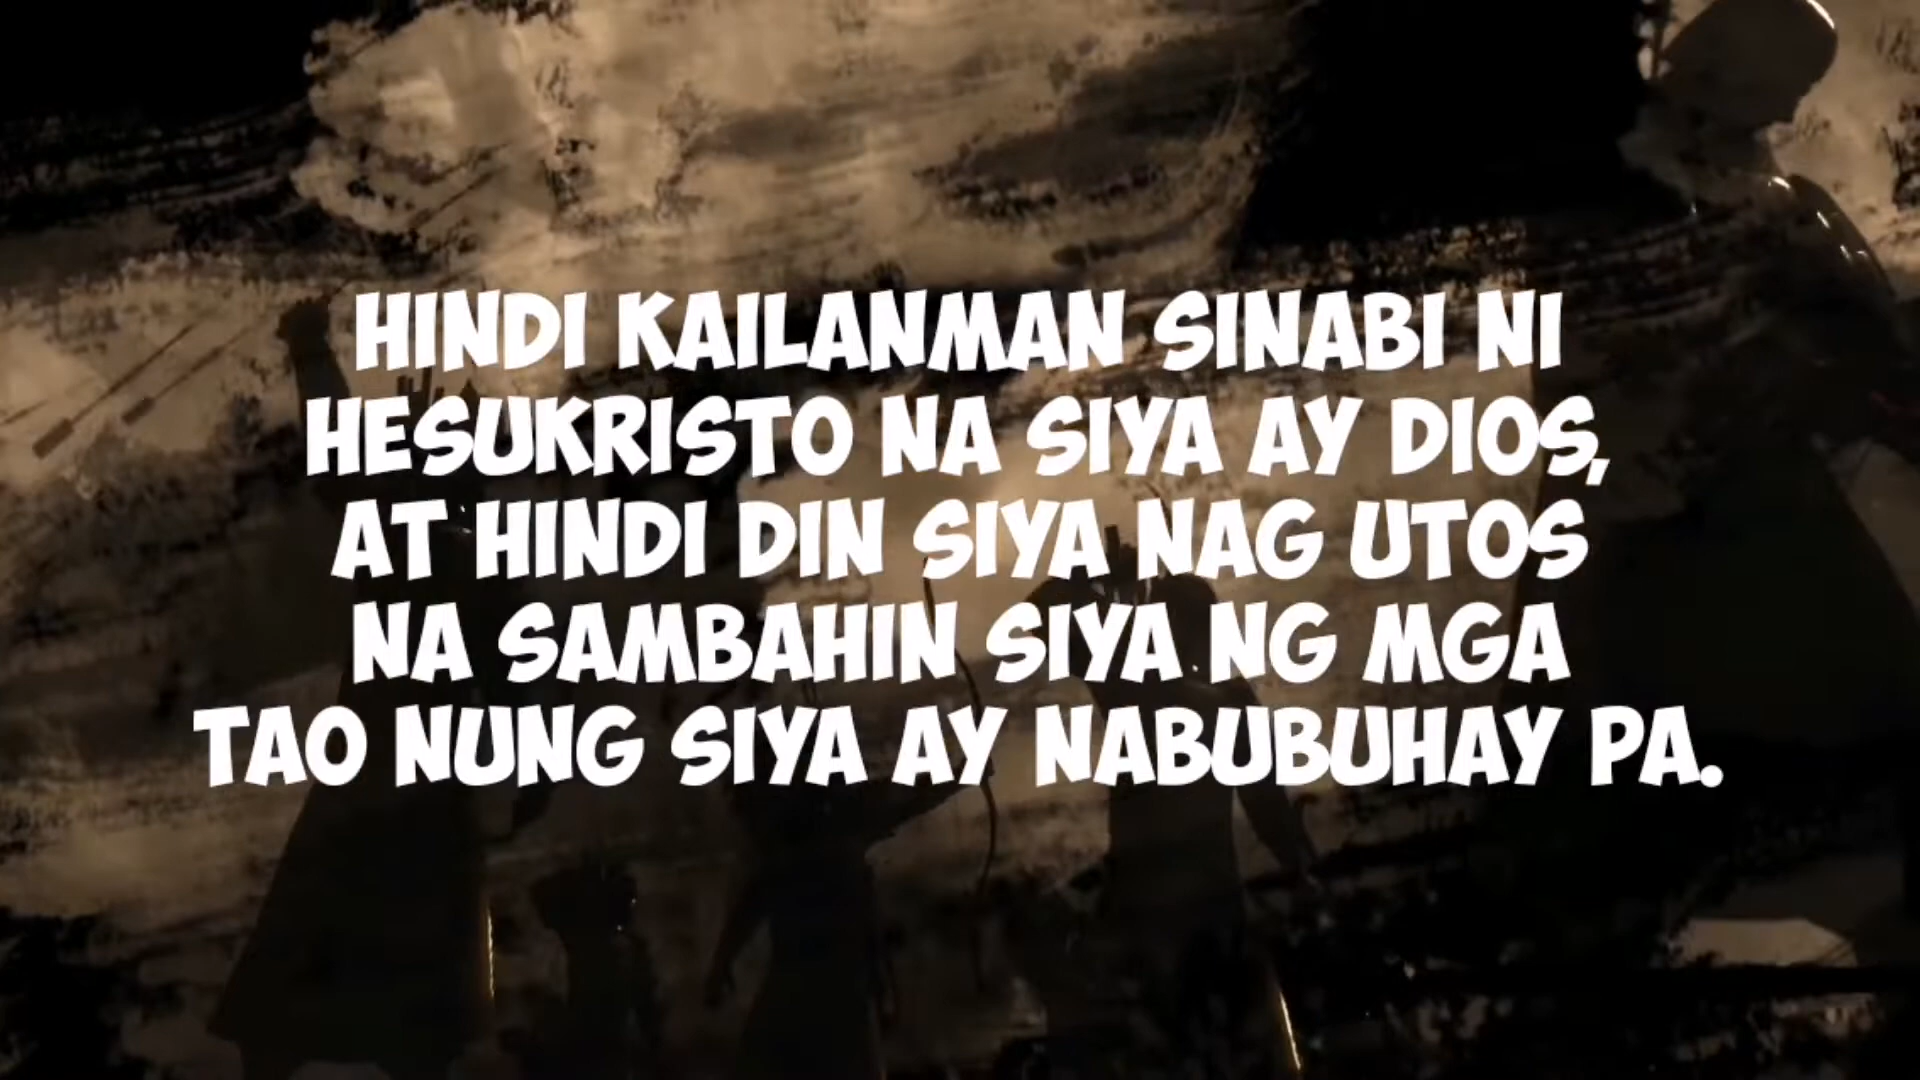 HINDI KAILANMAN SINABI NI
HESUKRISTO NA SIYA AY DIOS,
AT HINDI DIN SIYA NAG UTOS
NA SAMBAHIN SIYA NG MGA
TAO NUNG SIYA AY NABUBUHAY PA.